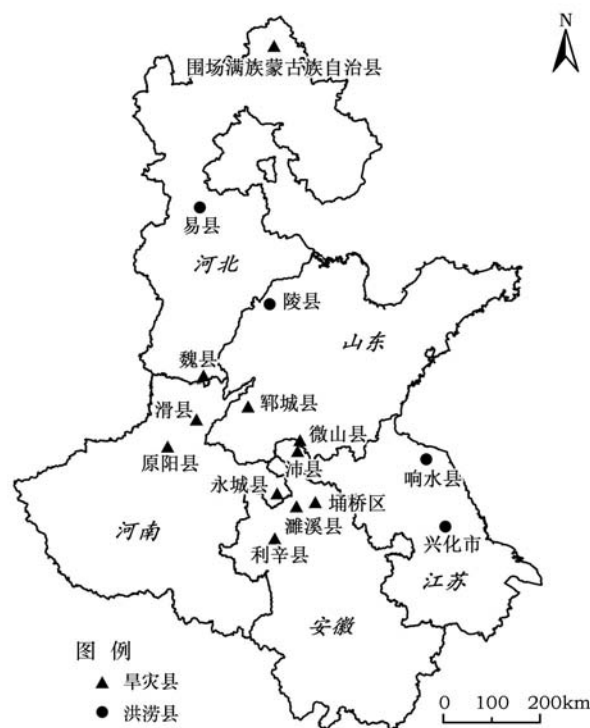 N
围场满族蒙古族自治县
易县
河北
陵县
山东
魏县
郓城县
滑县
微山县
原阳县
沛县
响水县
永城县
埇桥区
濉溪县
河南
兴化市
利辛县
江苏
安徽
图 例
旱灾县
洪涝县
0 100 200km